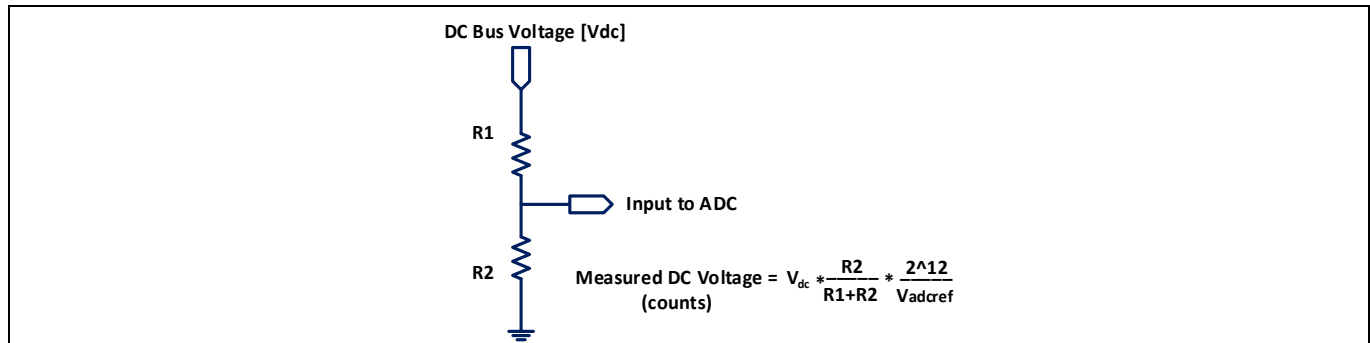 DC Bus Voltage [Vdc]
R1
Input to ADC
R2
Measured DC Voltage = Vdc * R2 / R1+R2 * 2^12 / Vadcref
(counts)